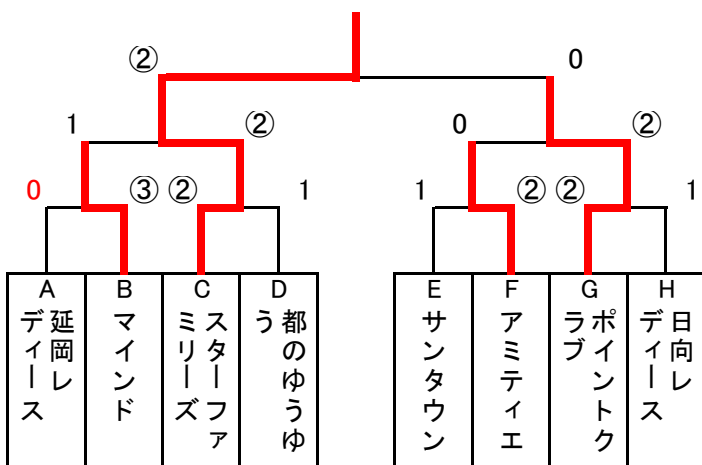 ② 0
1 ② 0 ②
0 ③ ② 1 1 ② ② 1
A B C D E F G H
延岡レ
ディース
マインド
スターファ
ミリーズ
都のゆうゆ
う
サンタウン
アミティエ
ポイントク
ラブ
日向レ
ディース